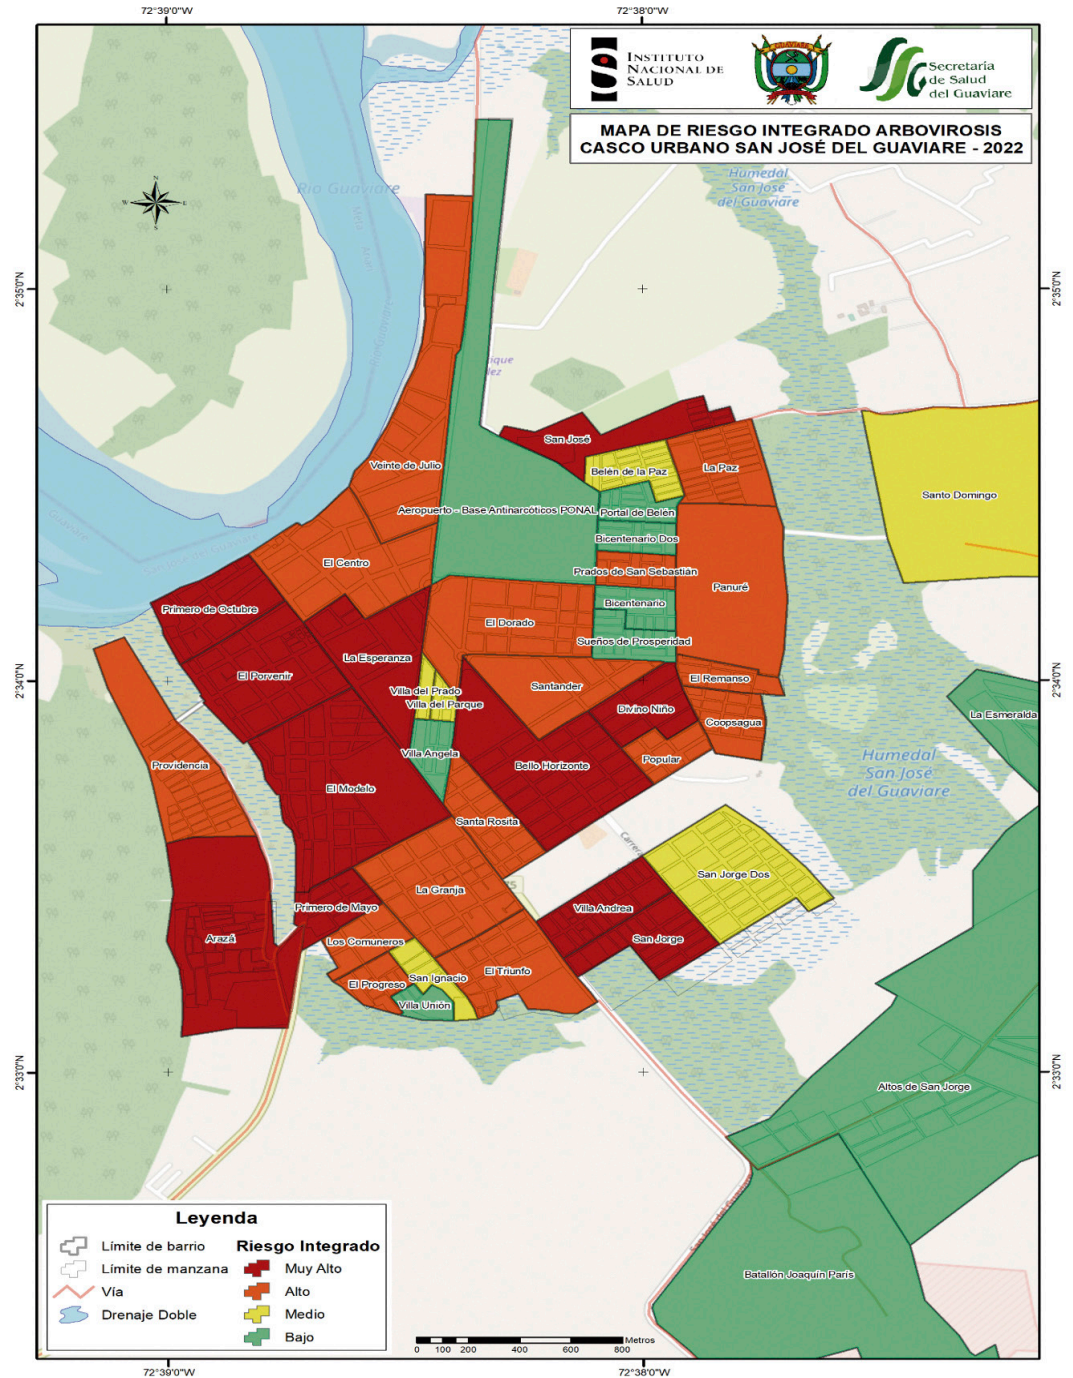 72°39'0"W
72°38'0"W
INSTITUTO
NACIONAL DE
SALUD
GUAVIARE
Secretaría
de Salud
del Guaviare
MAPA DE RIESGO INTEGRADO ARBOVIROSIS
CASCO URBANO SAN JOSÉ DEL GUAVIARE - 2022
Humedal
San José
del Guaviare
N
W
E
S
Río Guaviare
2°35'0"N
2°35'0"N
San José
Veinte de Julio
Belén de la Paz
La Paz
Santo Domingo
Aeropuerto - Base Antinarcóticos PONAL
Portal de Belén
Bicentenario Dos
El Centro
Prados de San Sebastián
Panuré
Primero de Octubre
Bicentenario
El Dorado
Sueños de Prosperidad
La Esperanza
El Porvenir
2°34'0"N
2°34'0"N
El Remanso
Santander
Villa del Prado
Villa del Parque
Divino Niño
La Esmeralda
Coopsagua
Villa Angela
Popular
Providencia
Bello Horizonte
Humedal
San José
del Guaviare
El Modelo
Santa Rosita
San Jorge Dos
La Granja
Primero de Mayo
Villa Andrea
Arazá
Los Comuneros
San Jorge
El Triunfo
San Ignacio
El Progreso
Villa Unión
2°33'0"N
2°33'0"N
Altos de San Jorge
Batallón Joaquín París
Leyenda
Límite de barrio
Límite de manzana
Vía
Drenaje Doble
Riesgo Integrado
Muy Alto
Alto
Medio
Bajo
Metros
0 100 200 400 600 800
72°39'0"W
72°38'0"W